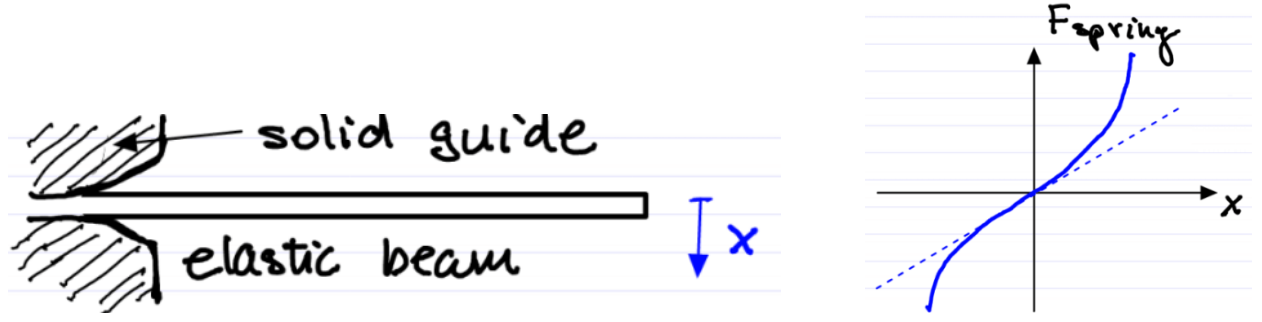 solid guide
elastic beam
x
Fspring
x